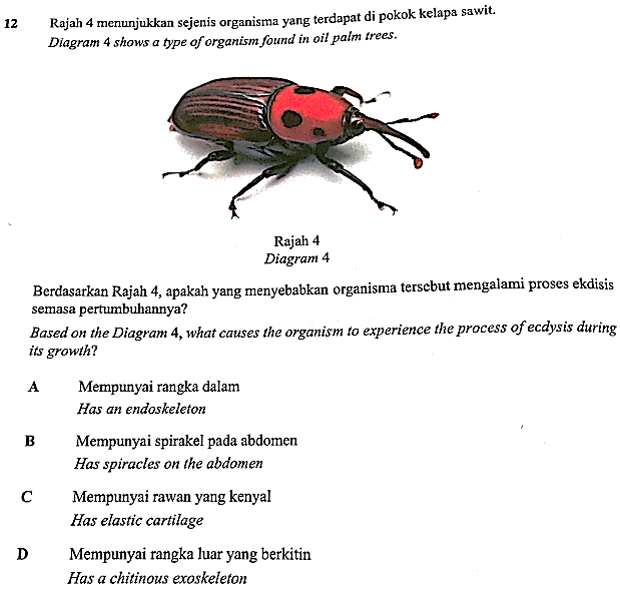 12 Rajah 4 menunjukkan sejenis organisma yang terdapat di pokok kelapa sawit.
Diagram 4 shows a type of organism found in oil palm trees.
Rajah 4
Diagram 4
Berdasarkan Rajah 4, apakah yang menyebabkan organisma tersebut mengalami proses ekdisis
semasa pertumbuhannya?
Based on the Diagram 4, what causes the organism to experience the process of ecdysis during
its growth?
A Mempunyai rangka dalam
Has an endoskeleton
B Mempunyai spirakel pada abdomen
Has spiracles on the abdomen
C Mempunyai rawan yang kenyal
Has elastic cartilage
D Mempunyai rangka luar yang berkitin
Has a chitinous exoskeleton